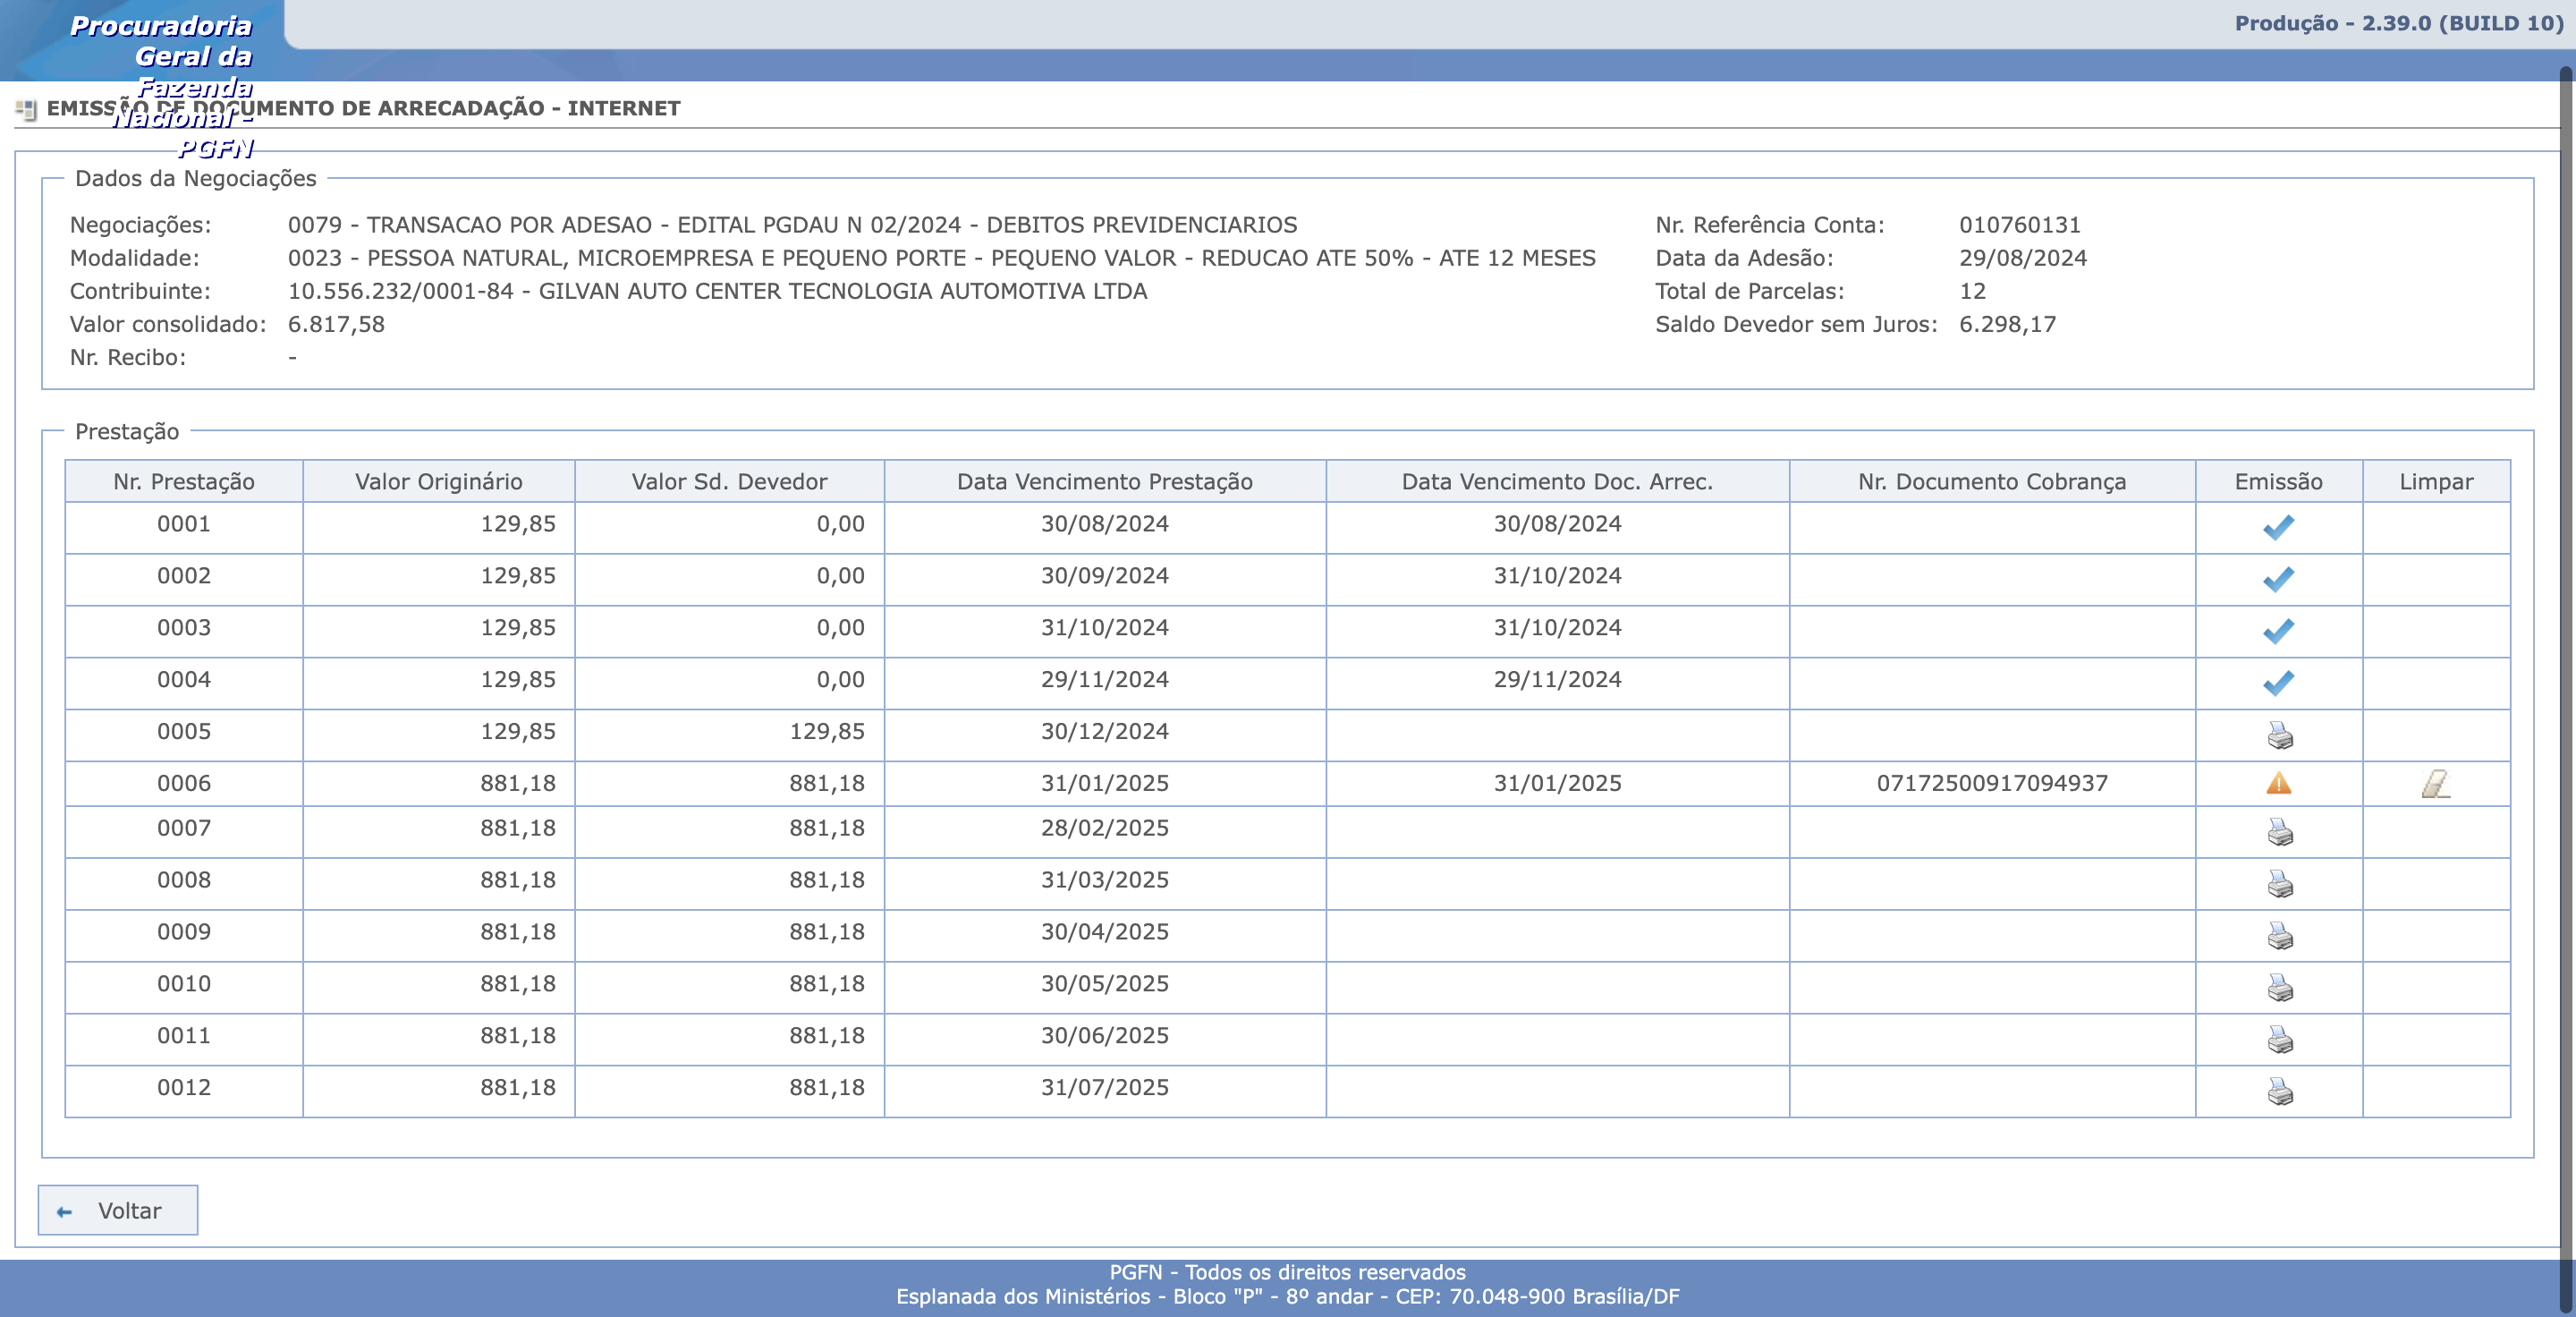 Procuradoria
Geral da
Fazenda
Nacional -
PGFN
Produção - 2.39.0 (BUILD 10)
EMISSÃO DE DOCUMENTO DE ARRECADAÇÃO - INTERNET
Dados da Negociações
Negociações: 0079 - TRANSACAO POR ADESAO - EDITAL PGDAU N 02/2024 - DEBITOS PREVIDENCIARIOS Nr. Referência Conta: 010760131
Modalidade: 0023 - PESSOA NATURAL, MICROEMPRESA E PEQUENO PORTE - PEQUENO VALOR - REDUCAO ATE 50% - ATE 12 MESES Data da Adesão: 29/08/2024
Contribuinte: 10.556.232/0001-84 - GILVAN AUTO CENTER TECNOLOGIA AUTOMOTIVA LTDA Total de Parcelas: 12
Valor consolidado: 6.817,58 Saldo Devedor sem Juros: 6.298,17
Nr. Recibo: -
Prestação
Nr. Prestação Valor Originário Valor Sd. Devedor Data Vencimento Prestação Data Vencimento Doc. Arrec. Nr. Documento Cobrança Emissão Limpar
0001 129,85 0,00 30/08/2024 30/08/2024
0002 129,85 0,00 30/09/2024 31/10/2024
0003 129,85 0,00 31/10/2024 31/10/2024
0004 129,85 0,00 29/11/2024 29/11/2024
0005 129,85 129,85 30/12/2024
0006 881,18 881,18 31/01/2025 31/01/2025 07172500917094937
0007 881,18 881,18 28/02/2025
0008 881,18 881,18 31/03/2025
0009 881,18 881,18 30/04/2025
0010 881,18 881,18 30/05/2025
0011 881,18 881,18 30/06/2025
0012 881,18 881,18 31/07/2025
Voltar
PGFN - Todos os direitos reservados
Esplanada dos Ministérios - Bloco "P" - 8º andar - CEP: 70.048-900 Brasília/DF